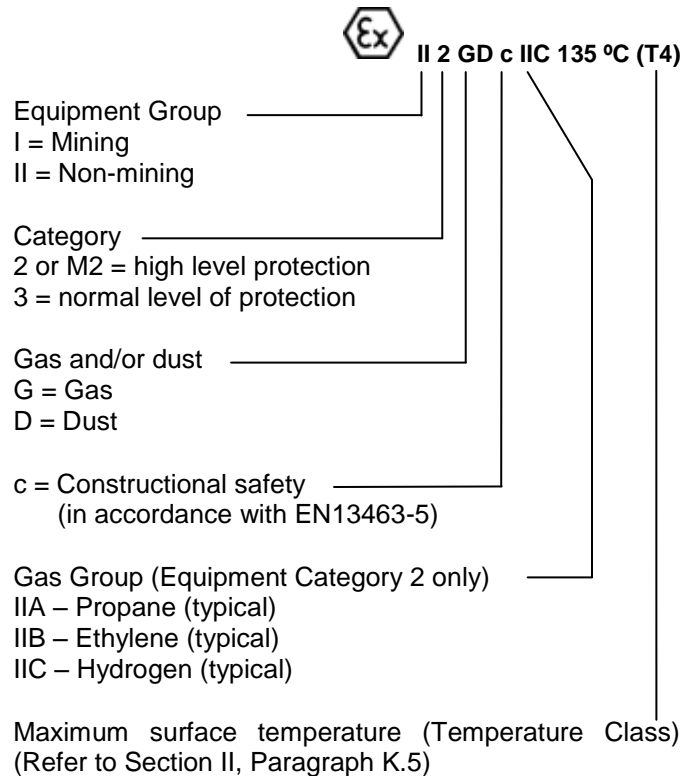 Ex II 2 GD c IIC 135 ºC (T4)
Equipment Group
I = Mining
II = Non-mining
Category
2 or M2 = high level protection
3 = normal level of protection
Gas and/or dust
G = Gas
D = Dust
c = Constructional safety
(in accordance with EN13463-5)
Gas Group (Equipment Category 2 only)
IIA – Propane (typical)
IIB – Ethylene (typical)
IIC – Hydrogen (typical)
Maximum surface temperature (Temperature Class)
(Refer to Section II, Paragraph K.5)